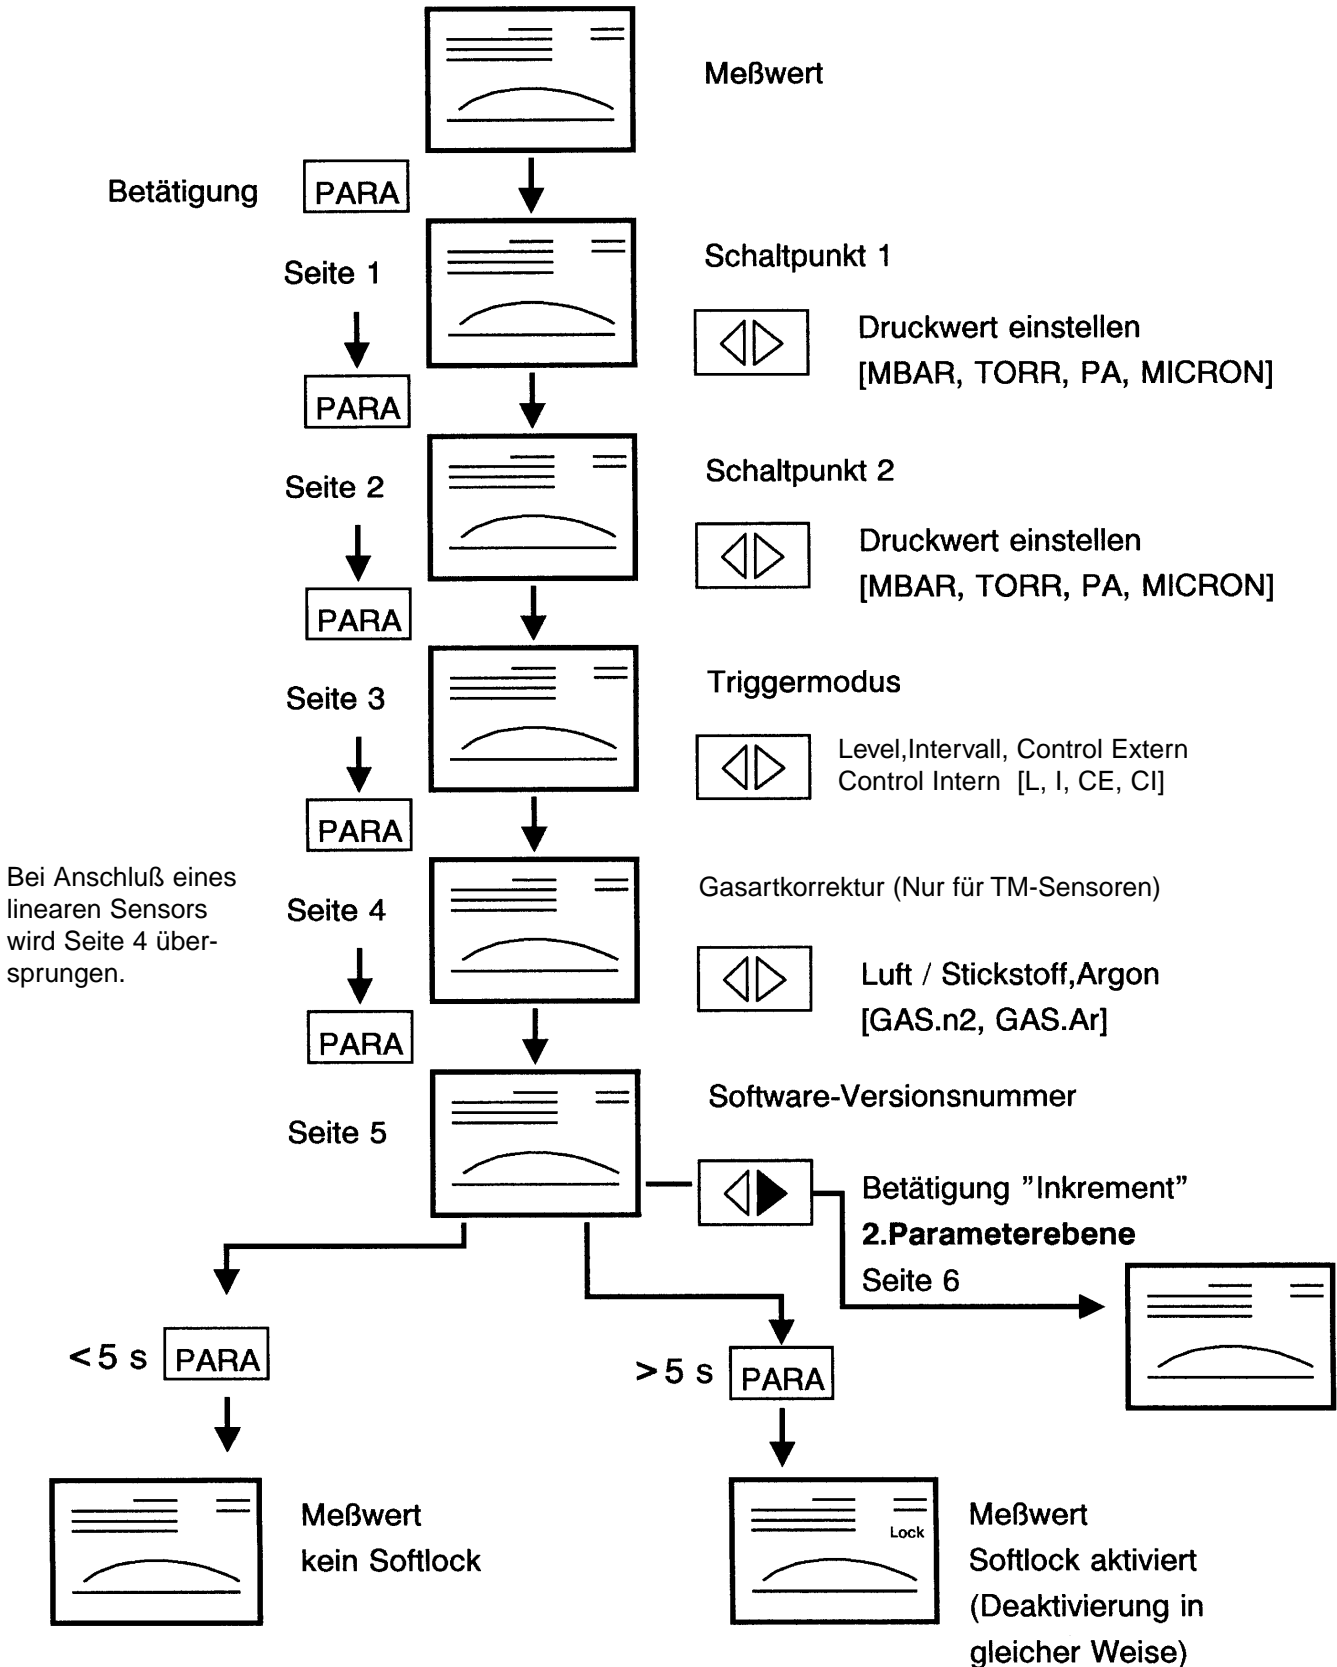 Meßwert
Betätigung PARA
Seite 1
Schaltpunkt 1
Druckwert einstellen
[MBAR, TORR, PA, MICRON]
PARA
Seite 2
Schaltpunkt 2
Druckwert einstellen
[MBAR, TORR, PA, MICRON]
PARA
Seite 3
Triggermodus
Level,Intervall, Control Extern
Control Intern [L, I, CE, CI]
PARA
Bei Anschluß eines
linearen Sensors
wird Seite 4 über-
sprungen.
Seite 4
Gasartkorrektur (Nur für TM-Sensoren)
Luft / Stickstoff,Argon
[GAS.n2, GAS.Ar]
PARA
Seite 5
Software-Versionsnummer
Betätigung ”Inkrement”
2.Parameterebene
Seite 6
<5 s PARA
>5 s PARA
Meßwert
kein Softlock
Lock
Meßwert
Softlock aktiviert
(Deaktivierung in
gleicher Weise)